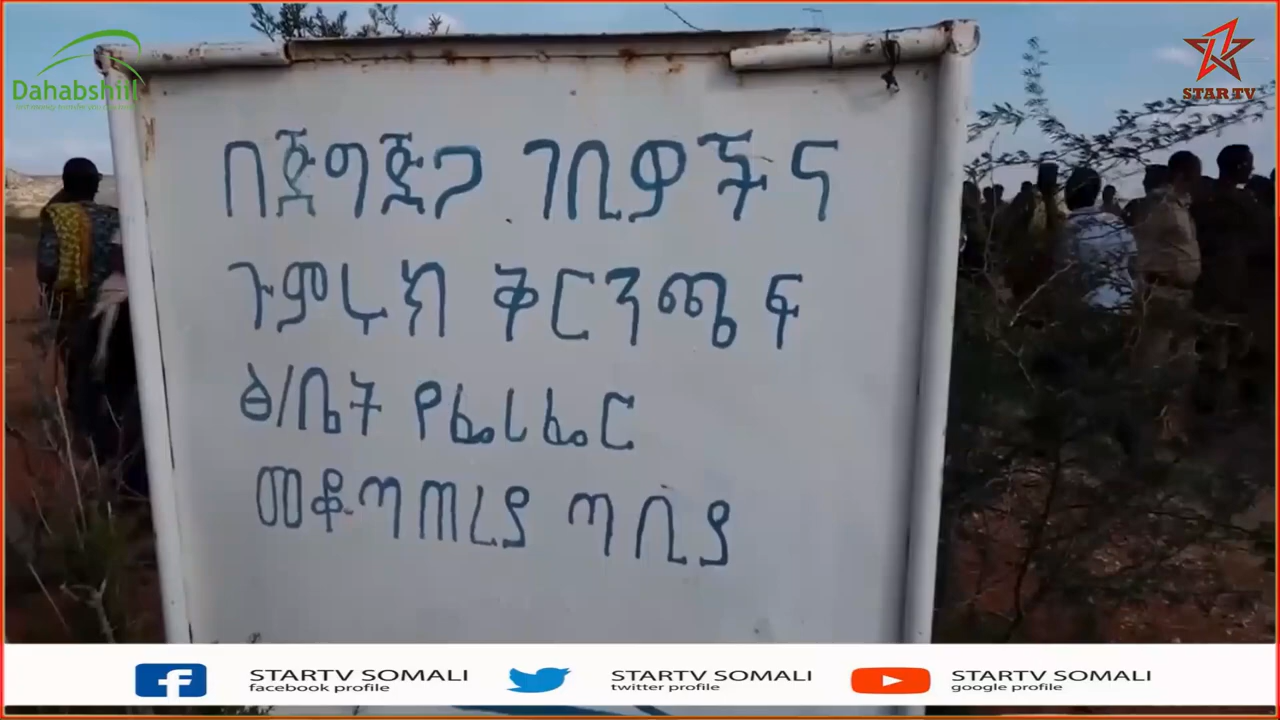 Dahabshiil
STAR TV
በጅግጅጋ ገቢዎችና
ጉምሩክ ቅርንጫፍ
ፅ/ቤት የፌረፌር
መቆጣጠሪያ ጣቢያ
STARTV SOMALI
facebook profile
STARTV SOMALI
twitter profile
STARTV SOMALI
google profile